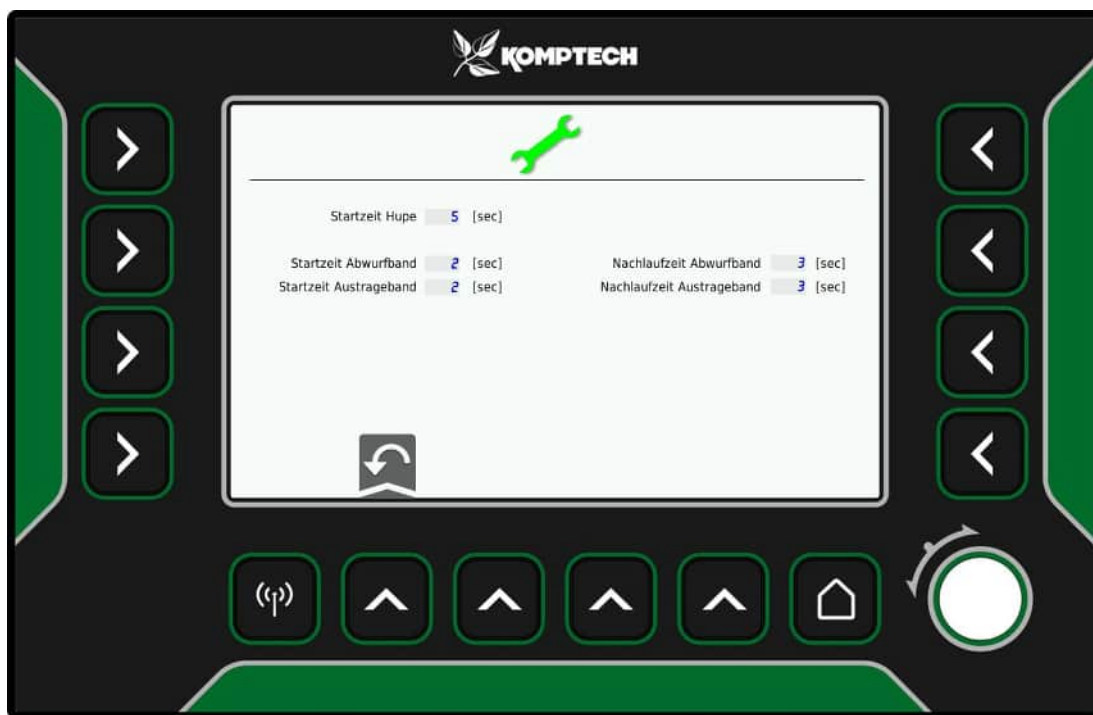 KOMPTECH
Startzeit Hupe 5 [sec]
Startzeit Abwurfband 2 [sec] Nachlaufzeit Abwurfband 3 [sec]
Startzeit Austrageband 2 [sec] Nachlaufzeit Austrageband 3 [sec]